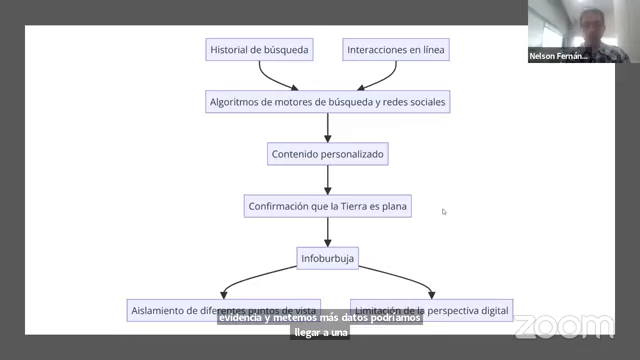 Nelson Fernán...
Historial de búsqueda
Interacciones en línea
Algoritmos de motores de búsqueda y redes sociales
Contenido personalizado
Confirmación que la Tierra es plana
Infoburbuja
Aislamiento de diferentes puntos de vista
Limitación de la perspectiva digital
evidencia y metemos más datos podríamos
llegar a una
zoom